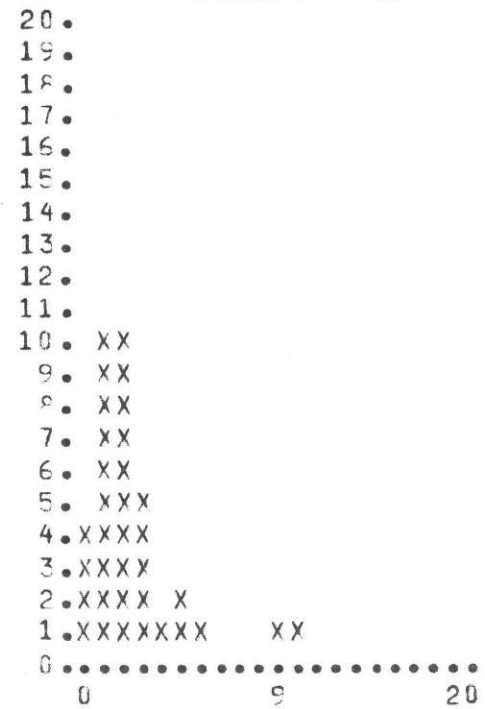 20.
19.
18.
17.
16.
15.
14.
13.
12.
11.
10. XX
9. XX
8. XX
7. XX
6. XX
5. XXX
4.XXXX
3.XXXX
2.XXXX X
1.XXXXXXX   XX
0.....................
0 9 20